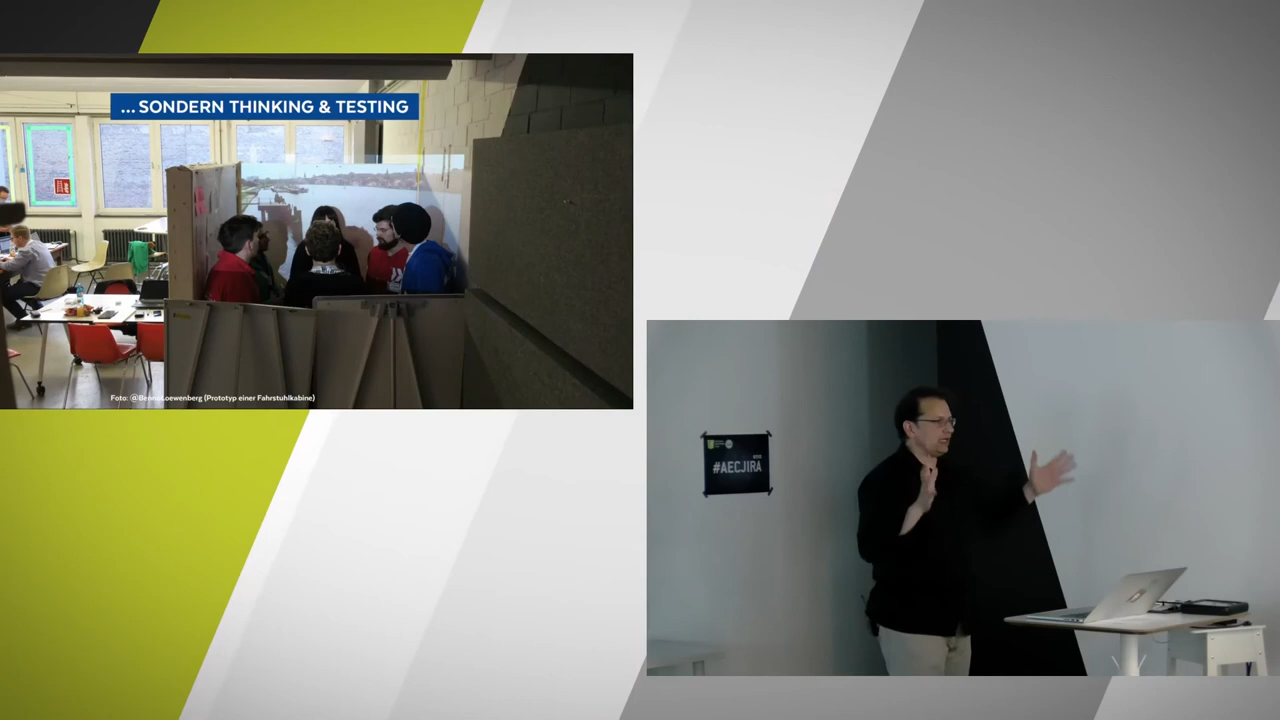 ... SONDERN THINKING & TESTING
Foto: @BennoLoewenberg (Prototyp einer Fahrstuhlkabine)
#AECJIRA